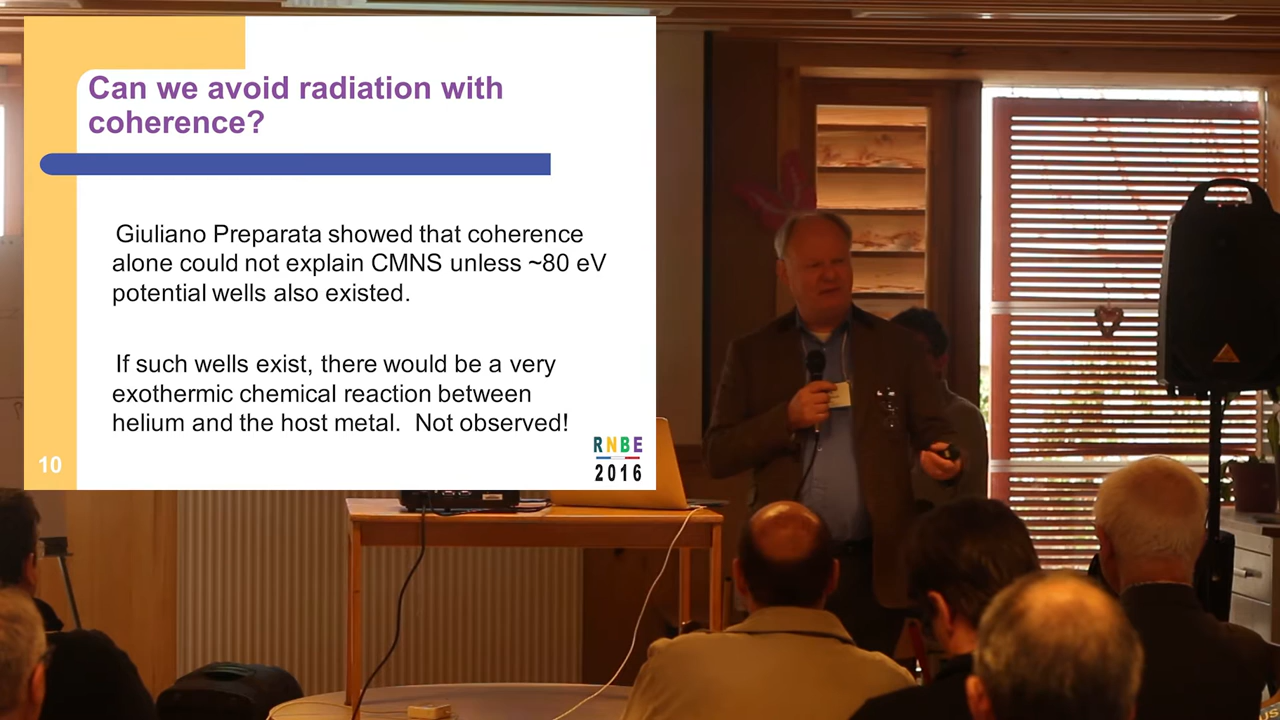 Can we avoid radiation with
coherence?
Giuliano Preparata showed that coherence
alone could not explain CMNS unless ~80 eV
potential wells also existed.
If such wells exist, there would be a very
exothermic chemical reaction between
helium and the host metal.  Not observed!
10
RNBE
2016